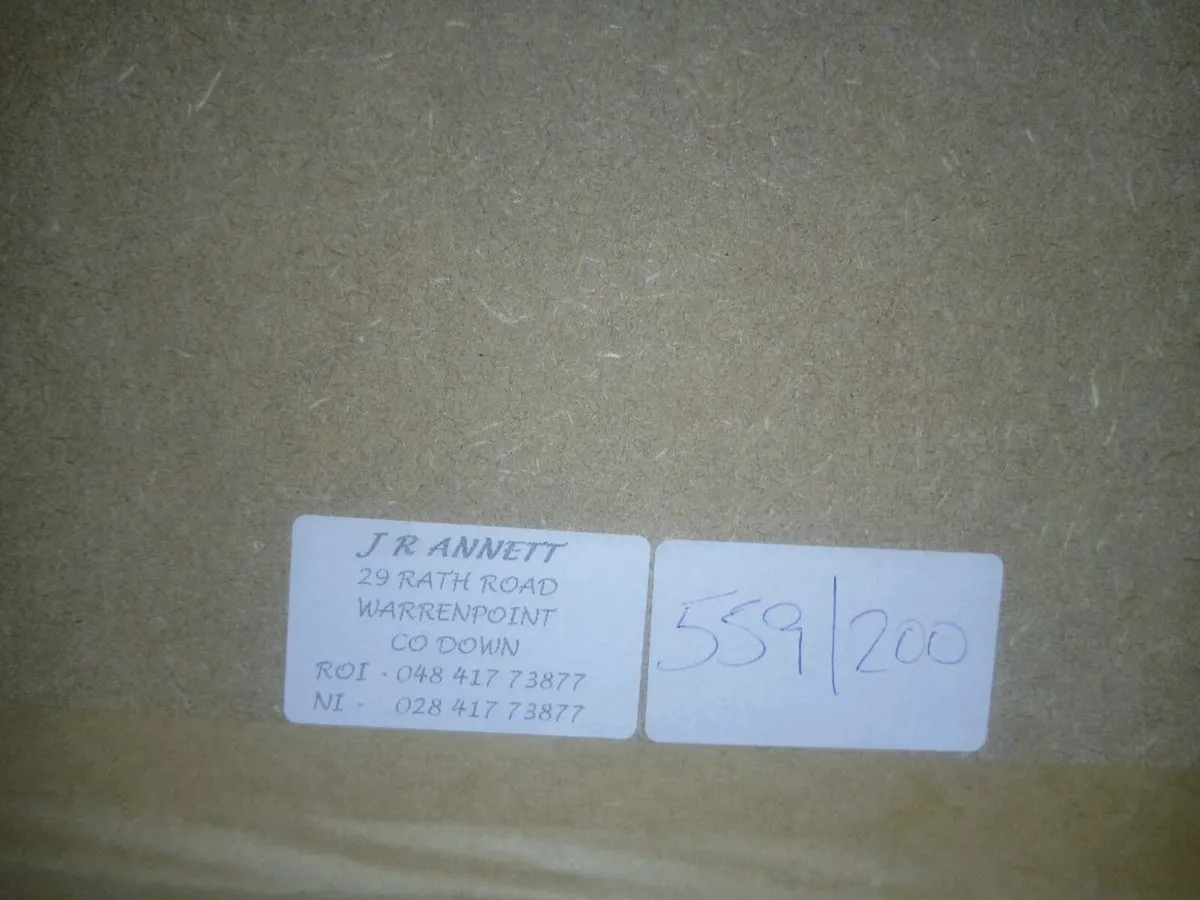 J R ANNETT
29 RATH ROAD
WARRENPOINT
CO DOWN
ROI - 048 417 73877
NI - 028 417 73877
559/200